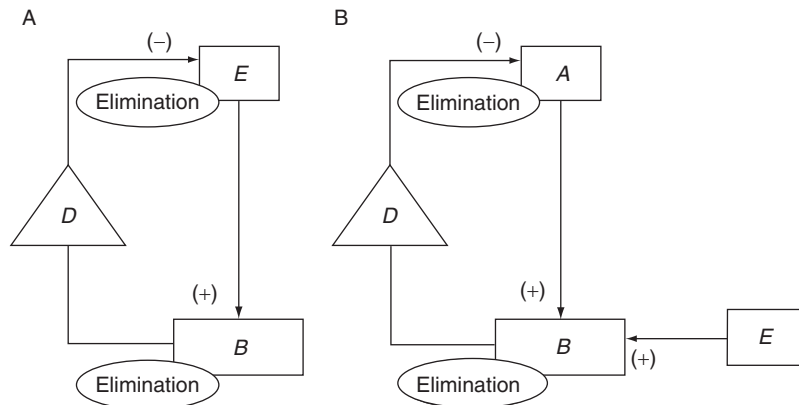 A
(−)
E
Elimination
D
(+)
B
Elimination
B
(−)
A
Elimination
D
(+)
B
(+)
E
Elimination